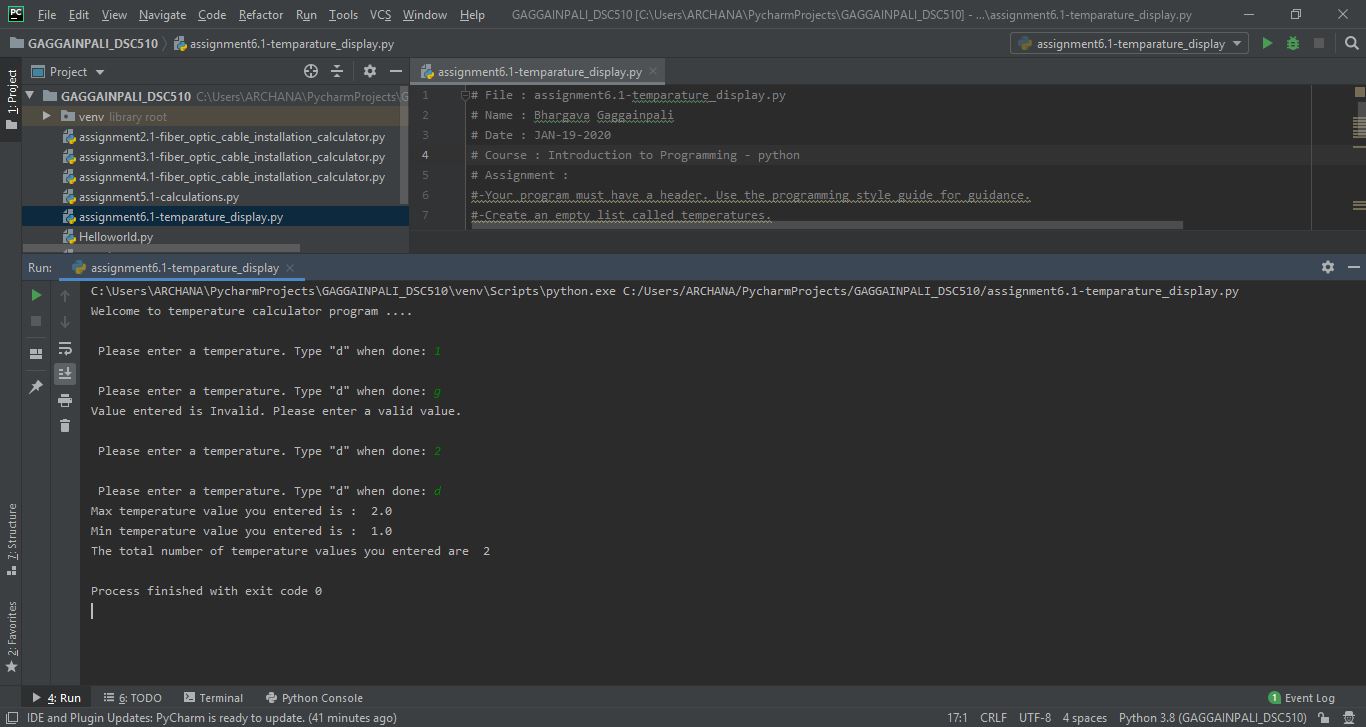 PC File Edit View Navigate Code Refactor Run Tools VCS Window Help GAGGAINPALI_DSC510 [C:\Users\ARCHANA\PycharmProjects\GAGGAINPALI_DSC510] - ...\assignment6.1-temparature_display.py
GAGGAINPALI_DSC510 assignment6.1-temparature_display.py assignment6.1-temparature_display
1: Project
Project
GAGGAINPALI_DSC510 C:\Users\ARCHANA\PycharmProjects\G
venv library root
assignment2.1-fiber_optic_cable_installation_calculator.py
assignment3.1-fiber_optic_cable_installation_calculator.py
assignment4.1-fiber_optic_cable_installation_calculator.py
assignment5.1-calculations.py
assignment6.1-temparature_display.py
Helloworld.py
assignment6.1-temparature_display.py
1 # File : assignment6.1-temparature_display.py
2 # Name : Bhargava Gaggainpali
3 # Date : JAN-19-2020
4 # Course : Introduction to Programming - python
5 # Assignment :
6 #-Your program must have a header. Use the programming style guide for guidance.
7 #-Create an empty list called temperatures.
Run: assignment6.1-temparature_display
C:\Users\ARCHANA\PycharmProjects\GAGGAINPALI_DSC510\venv\Scripts\python.exe C:/Users/ARCHANA/PycharmProjects/GAGGAINPALI_DSC510/assignment6.1-temparature_display.py
Welcome to temperature calculator program ....
Please enter a temperature. Type "d" when done: 1
Please enter a temperature. Type "d" when done: g
Value entered is Invalid. Please enter a valid value.
Please enter a temperature. Type "d" when done: 2
Please enter a temperature. Type "d" when done: d
Max temperature value you entered is :  2.0
Min temperature value you entered is :  1.0
The total number of temperature values you entered are  2
Process finished with exit code 0
7: Structure
2: Favorites
4: Run 6: TODO Terminal Python Console 1 Event Log
IDE and Plugin Updates: PyCharm is ready to update. (41 minutes ago) 17:1 CRLF UTF-8 4 spaces Python 3.8 (GAGGAINPALI_DSC510)